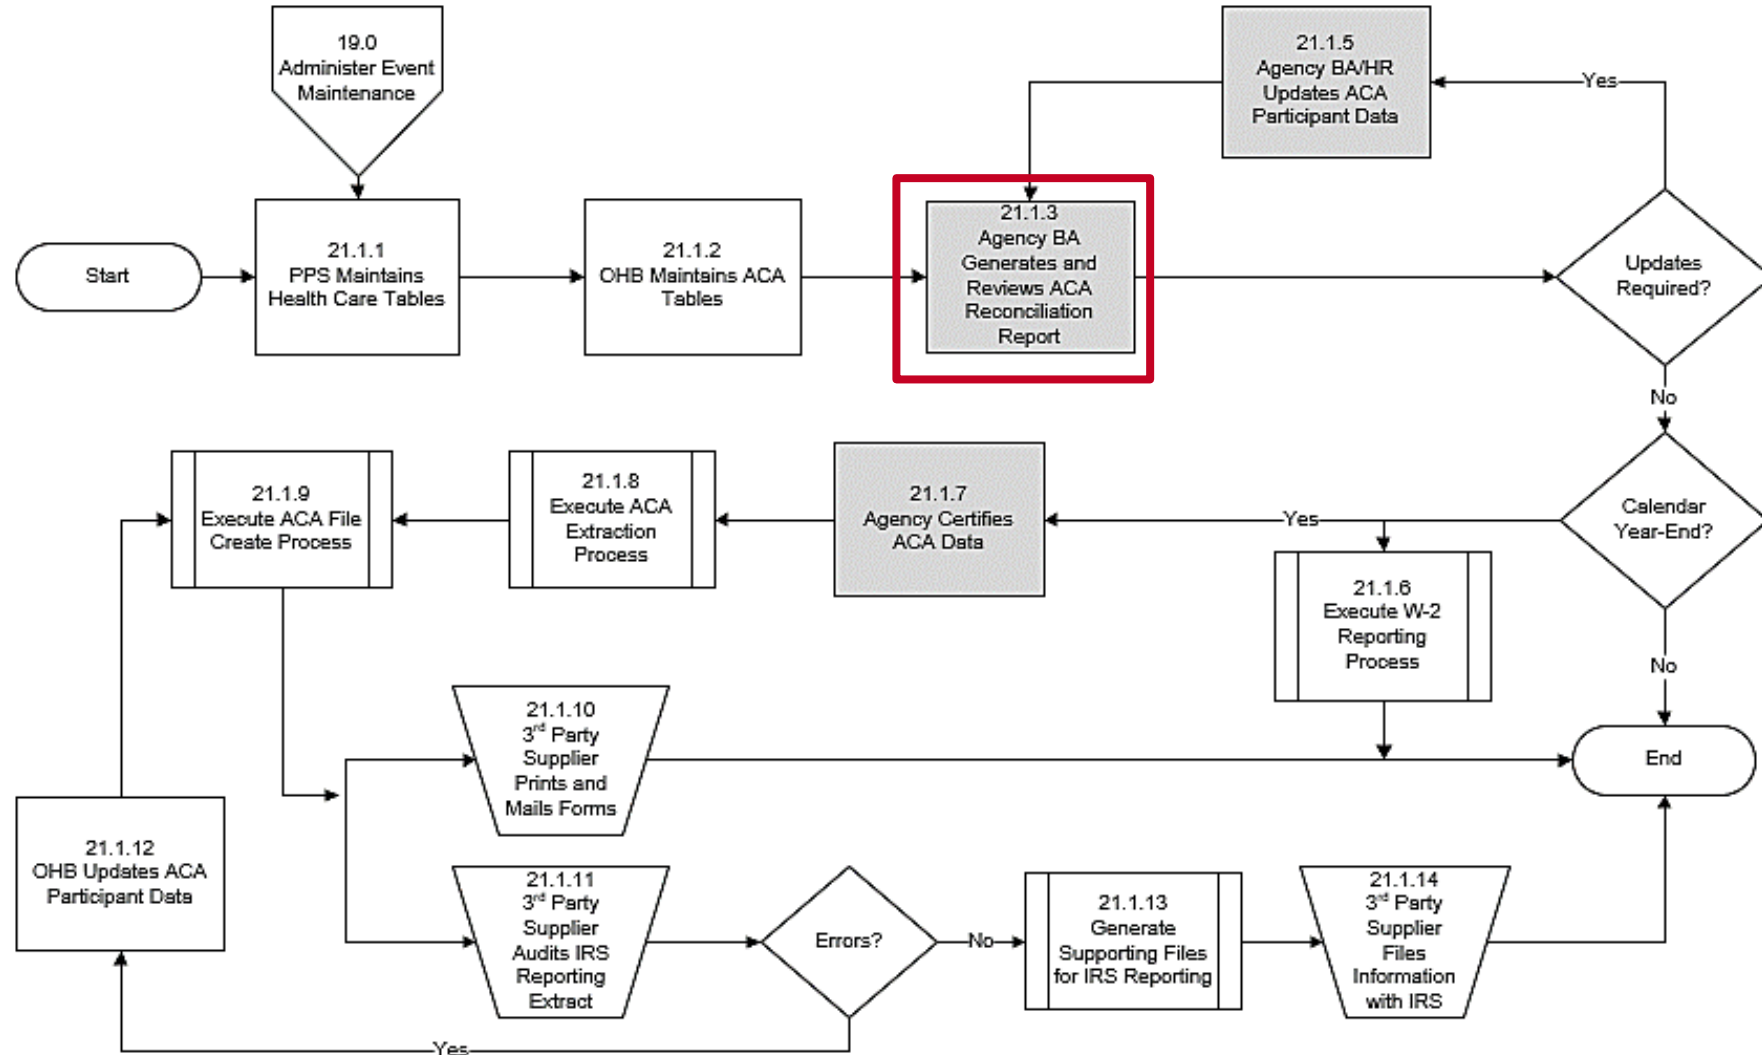 19.0
Administer Event
Maintenance
21.1.5
Agency BA/HR
Updates ACA
Participant Data
Yes
Start
21.1.1
PPS Maintains
Health Care Tables
21.1.2
OHB Maintains ACA
Tables
21.1.3
Agency BA
Generates and
Reviews ACA
Reconciliation
Report
Updates
Required?
No
21.1.9
Execute ACA File
Create Process
21.1.8
Execute ACA
Extraction
Process
21.1.7
Agency Certifies
ACA Data
Yes
Calendar
Year-End?
21.1.6
Execute W-2
Reporting
Process
No
21.1.10
3rd Party
Supplier
Prints and
Mails Forms
End
21.1.12
OHB Updates ACA
Participant Data
21.1.11
3rd Party
Supplier
Audits IRS
Reporting
Extract
Errors?
No
21.1.13
Generate
Supporting Files
for IRS Reporting
21.1.14
3rd Party
Supplier
Files
Information
with IRS
Yes